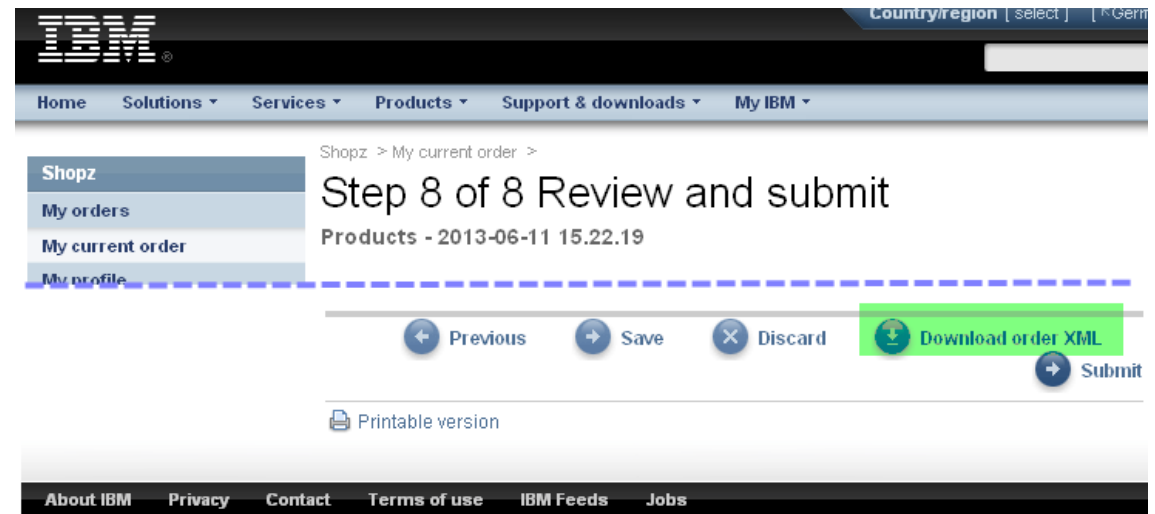 Country/region [ select ] [
IBM®
Home Solutions Services Products Support & downloads My IBM
Shopz > My current order >
Shopz
Step 8 of 8 Review and submit
My orders
Products - 2013-06-11 15.22.19
My current order
My profile
Previous Save Discard Download order XML
Submit
Printable version
About IBM Privacy Contact Terms of use IBM Feeds Jobs